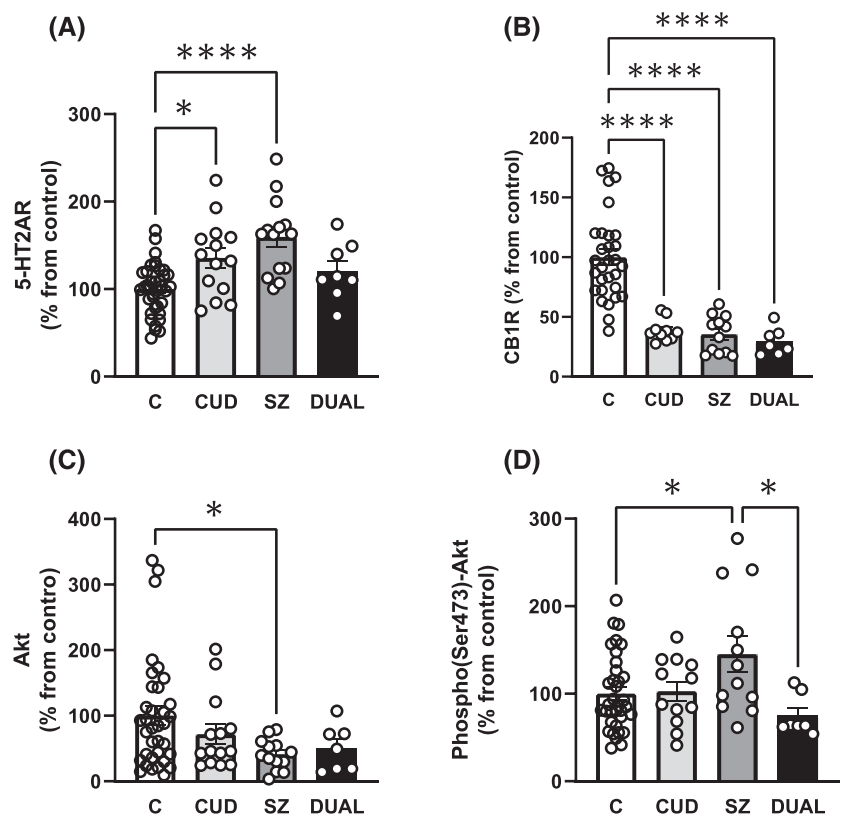 (A)
****
*
5-HT2AR
(% from control)
300
200
100
0
C CUD SZ DUAL
(B)
****
****
****
CB1R (% from control)
200
150
100
50
0
C CUD SZ DUAL
(C)
*
Akt
(% from contro)
400
300
200
100
0
C CUD SZ DUAL
(D)
* *
Phospho(Ser473)-Akt
(% from control)
300
200
100
0
C CUD SZ DUAL